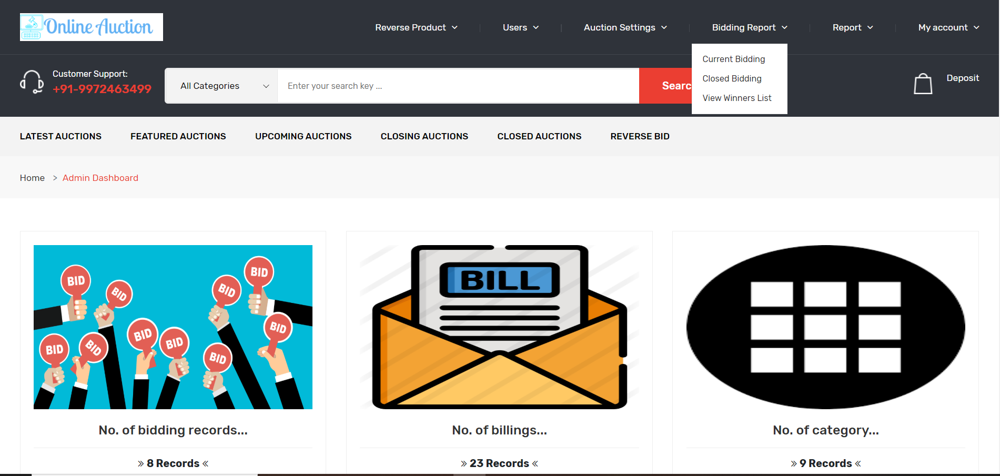 Online Auction
Reverse Product
Users
Auction Settings
Bidding Report
Report
My account
Current Bidding
Closed Bidding
View Winners List
Customer Support:
+91-9972463499
All Categories
Enter your search key ...
Searc
Deposit
LATEST AUCTIONS
FEATURED AUCTIONS
UPCOMING AUCTIONS
CLOSING AUCTIONS
CLOSED AUCTIONS
REVERSE BID
Home > Admin Dashboard
BID
BID
BID
BID
BID
BID
BID
BID
BID
BID
BILL
No. of bidding records...
No. of billings...
No. of category...
» 8 Records «
» 23 Records «
» 9 Records «